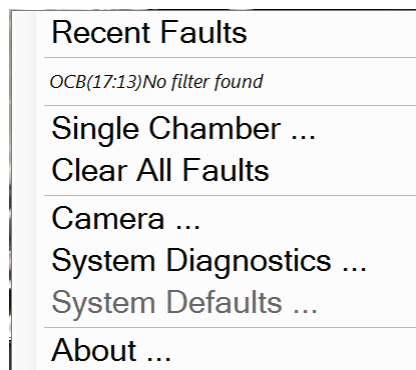 Recent Faults
OCB(17:13)No filter found
Single Chamber ...
Clear All Faults
Camera ...
System Diagnostics ...
System Defaults ...
About ...